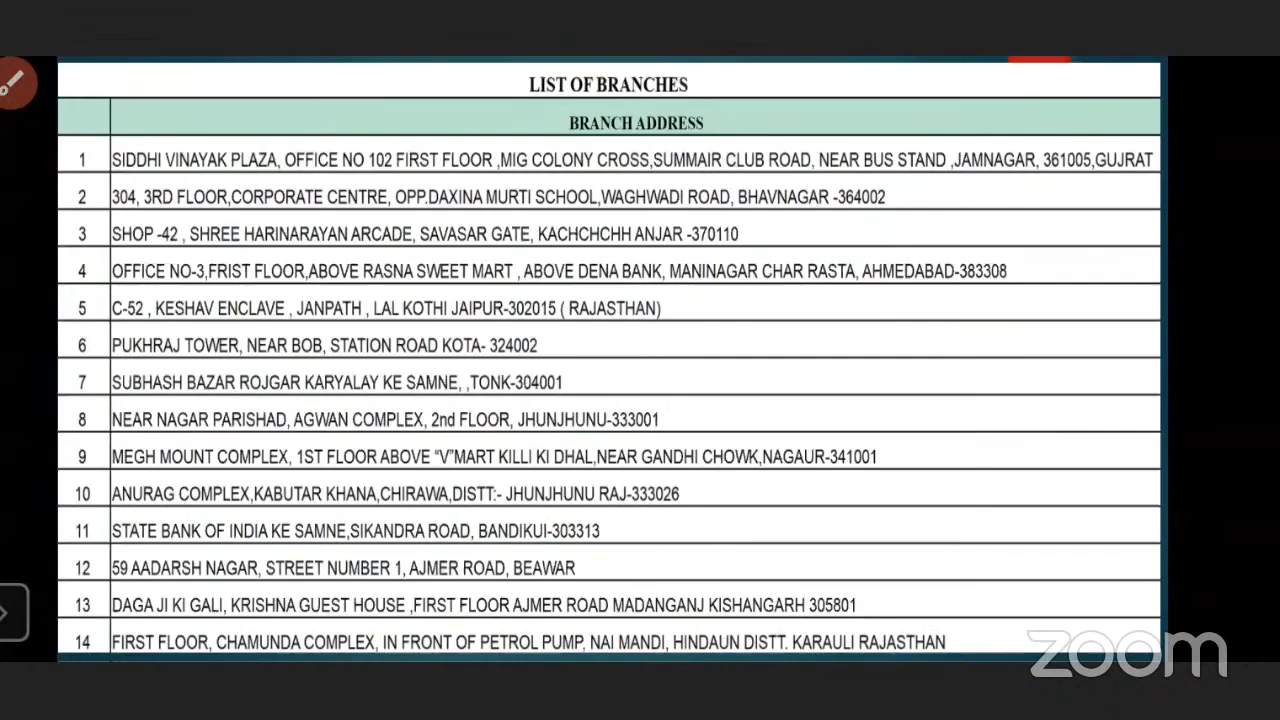 LIST OF BRANCHES
BRANCH ADDRESS
1 SIDDHI VINAYAK PLAZA, OFFICE NO 102 FIRST FLOOR ,MIG COLONY CROSS,SUMMAIR CLUB ROAD, NEAR BUS STAND ,JAMNAGAR, 361005,GUJRAT
2 304, 3RD FLOOR,CORPORATE CENTRE, OPP.DAXINA MURTI SCHOOL,WAGHWADI ROAD, BHAVNAGAR -364002
3 SHOP -42 , SHREE HARINARAYAN ARCADE, SAVASAR GATE, KACHCHCHH ANJAR -370110
4 OFFICE NO-3,FRIST FLOOR,ABOVE RASNA SWEET MART , ABOVE DENA BANK, MANINAGAR CHAR RASTA, AHMEDABAD-383308
5 C-52 , KESHAV ENCLAVE , JANPATH , LAL KOTHI JAIPUR-302015 ( RAJASTHAN)
6 PUKHRAJ TOWER, NEAR BOB, STATION ROAD KOTA- 324002
7 SUBHASH BAZAR ROJGAR KARYALAY KE SAMNE, ,TONK-304001
8 NEAR NAGAR PARISHAD, AGWAN COMPLEX, 2nd FLOOR, JHUNJHUNU-333001
9 MEGH MOUNT COMPLEX, 1ST FLOOR ABOVE “V”MART KILLI KI DHAL,NEAR GANDHI CHOWK,NAGAUR-341001
10 ANURAG COMPLEX,KABUTAR KHANA,CHIRAWA,DISTT:- JHUNJHUNU RAJ-333026
11 STATE BANK OF INDIA KE SAMNE,SIKANDRA ROAD, BANDIKUI-303313
12 59 AADARSH NAGAR, STREET NUMBER 1, AJMER ROAD, BEAWAR
13 DAGA JI KI GALI, KRISHNA GUEST HOUSE ,FIRST FLOOR AJMER ROAD MADANGANJ KISHANGARH 305801
14 FIRST FLOOR, CHAMUNDA COMPLEX, IN FRONT OF PETROL PUMP, NAI MANDI, HINDAUN DISTT. KARAULI RAJASTHAN
zoom